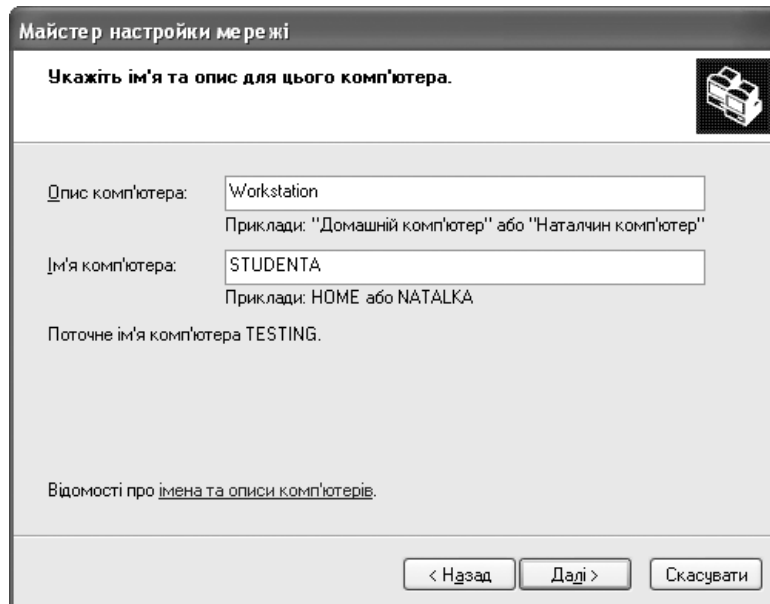 Майстер настройки мережі
Укажіть ім'я та опис для цього комп'ютера.
Опис комп'ютера: Workstation
Приклади: "Домашній комп'ютер" або "Наталчин комп'ютер"
Ім'я комп'ютера: STUDENTA
Приклади: HOME або NATALKA
Поточне ім'я комп'ютера TESTING.
Відомості про імена та описи комп'ютерів.
< Назад Далі > Скасувати